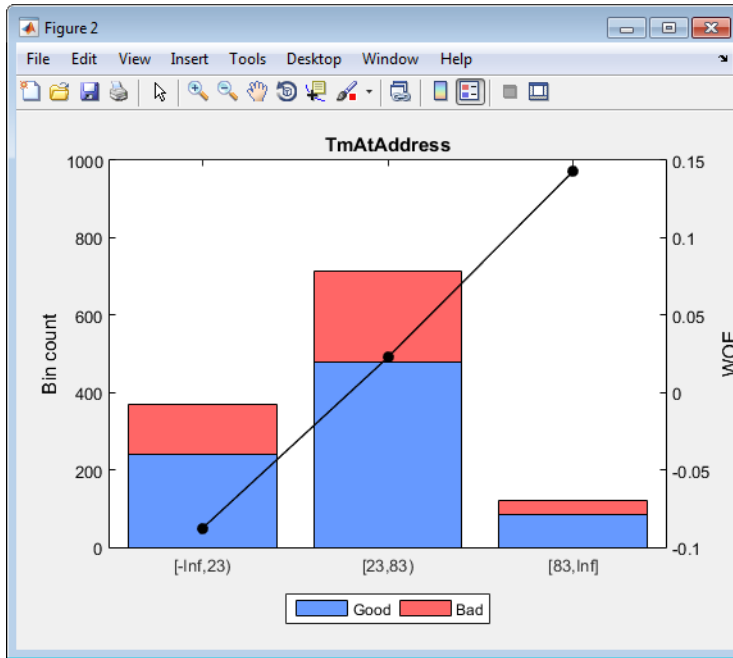 Figure 2
File Edit View Insert Tools Desktop Window Help
TmAtAddress
1000
800
600
400
200
0
Bin count
0.15
0.1
0.05
0
-0.05
-0.1
WOE
[-Inf,23) [23,83) [83,Inf]
Good Bad